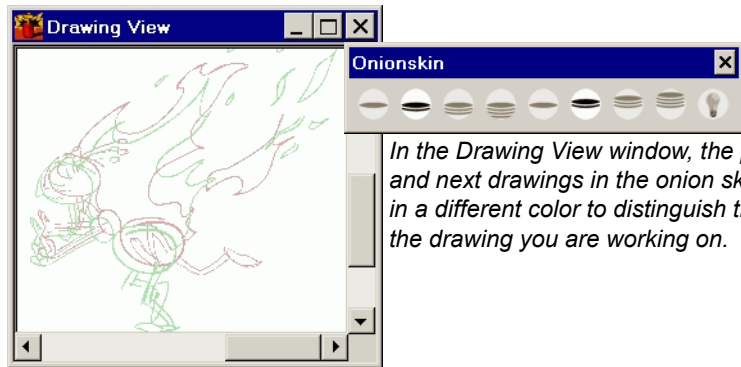 Drawing View
Onionskin
In the Drawing View window, the
and next drawings in the onion
in a different color to distinguish
the drawing you are working on.